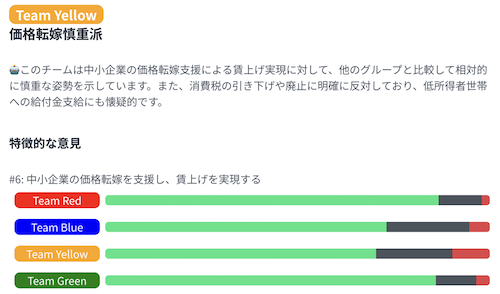 Team Yellow
価格転嫁慎重派
🤖このチームは中小企業の価格転嫁支援による賃上げ実現に対して、他のグループと比較して相対的
に慎重な姿勢を示しています。また、消費税の引き下げや廃止に明確に反対しており、低所得者世帯
への給付金支給にも懐疑的です。
特徴的な意見
#6: 中小企業の価格転嫁を支援し、賃上げを実現する
Team Red
Team Blue
Team Yellow
Team Green